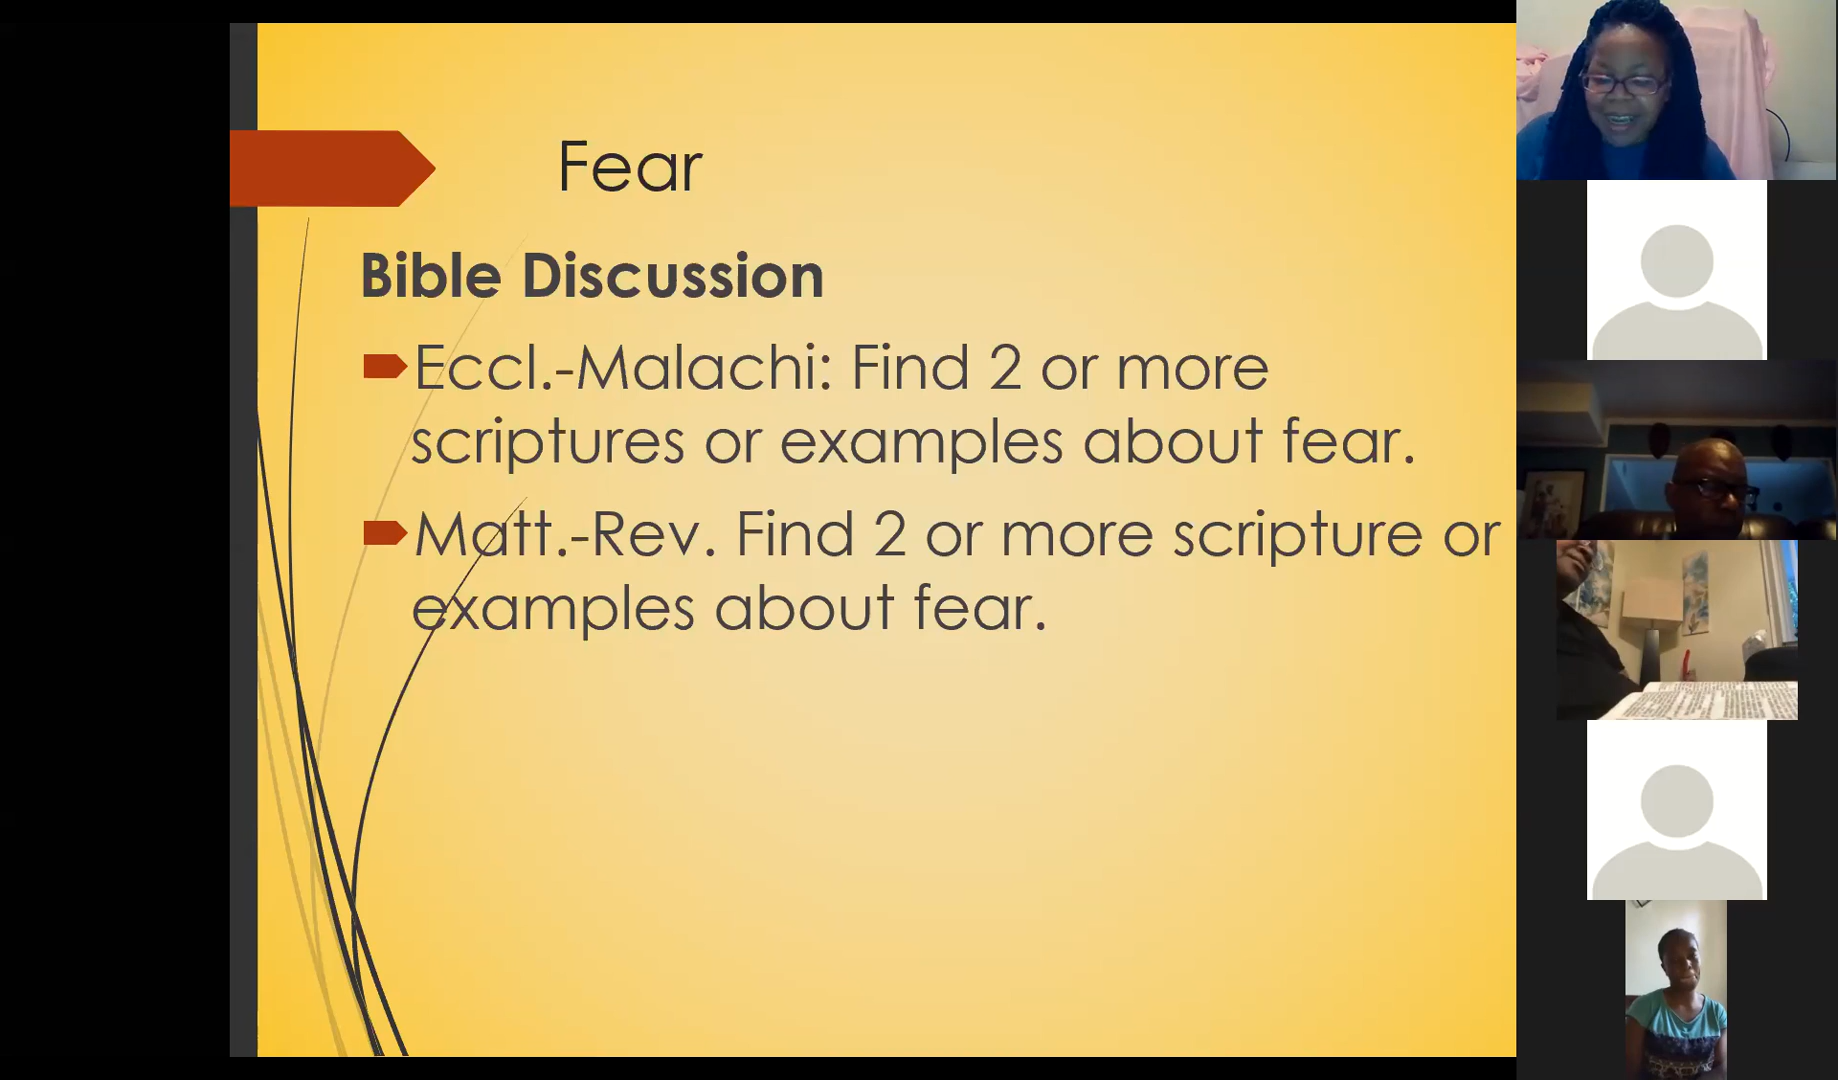 Fear
Bible Discussion
Eccl.-Malachi: Find 2 or more
scriptures or examples about fear.
Matt.-Rev. Find 2 or more scripture or
examples about fear.